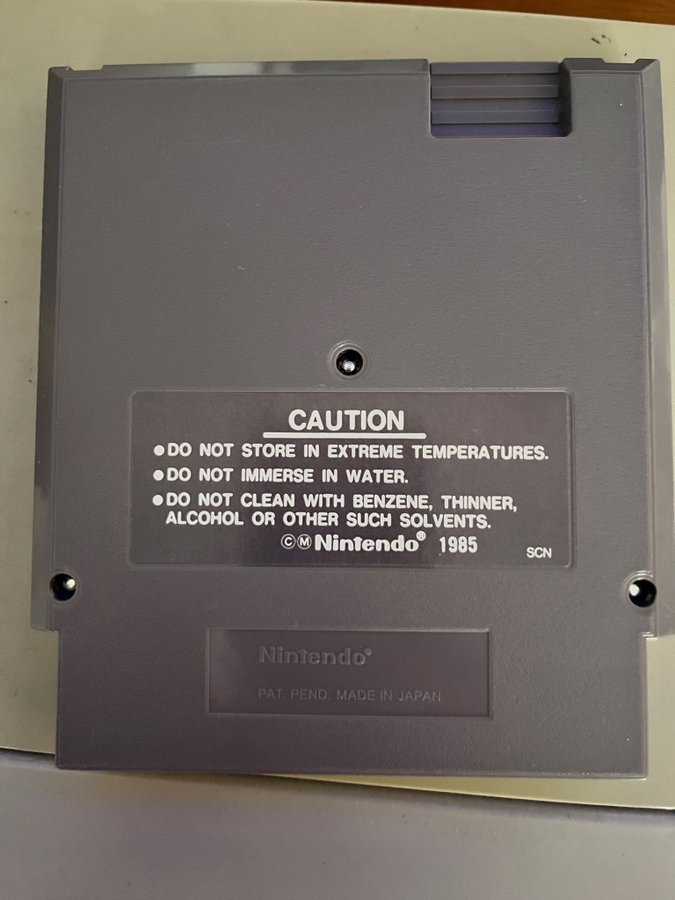 CAUTION
●DO NOT STORE IN EXTREME TEMPERATURES.
●DO NOT IMMERSE IN WATER.
●DO NOT CLEAN WITH BENZENE, THINNER,
ALCOHOL OR OTHER SUCH SOLVENTS.
ⒸⓂNintendo® 1985 SCN
Nintendo®
PAT. PEND. MADE IN JAPAN